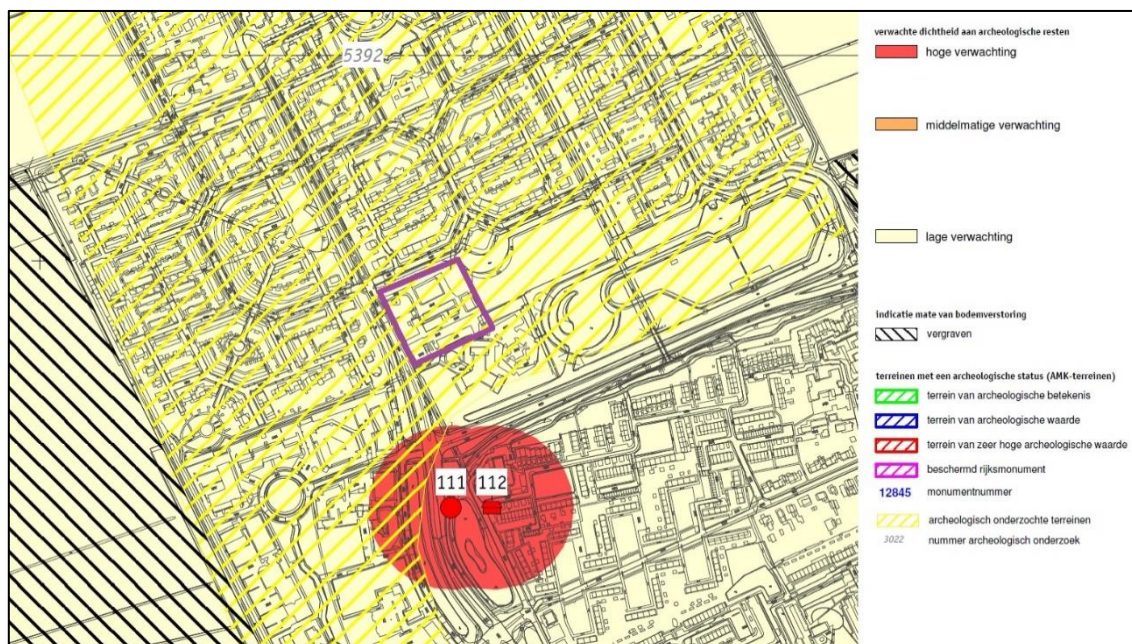 5392
111
112
verwachte dichtheid aan archeologische resten
hoge verwachting
middelmatige verwachting
lage verwachting
indicatie mate van bodemverstoring
vergraven
terreinen met een archeologische status (AMK-terreinen)
terrein van archeologische betekenis
terrein van archeologische waarde
terrein van zeer hoge archeologische waarde
beschermd rijksmonument
12845 monumentnummer
archeologisch onderzochte terreinen
3022 nummer archeologisch onderzoek